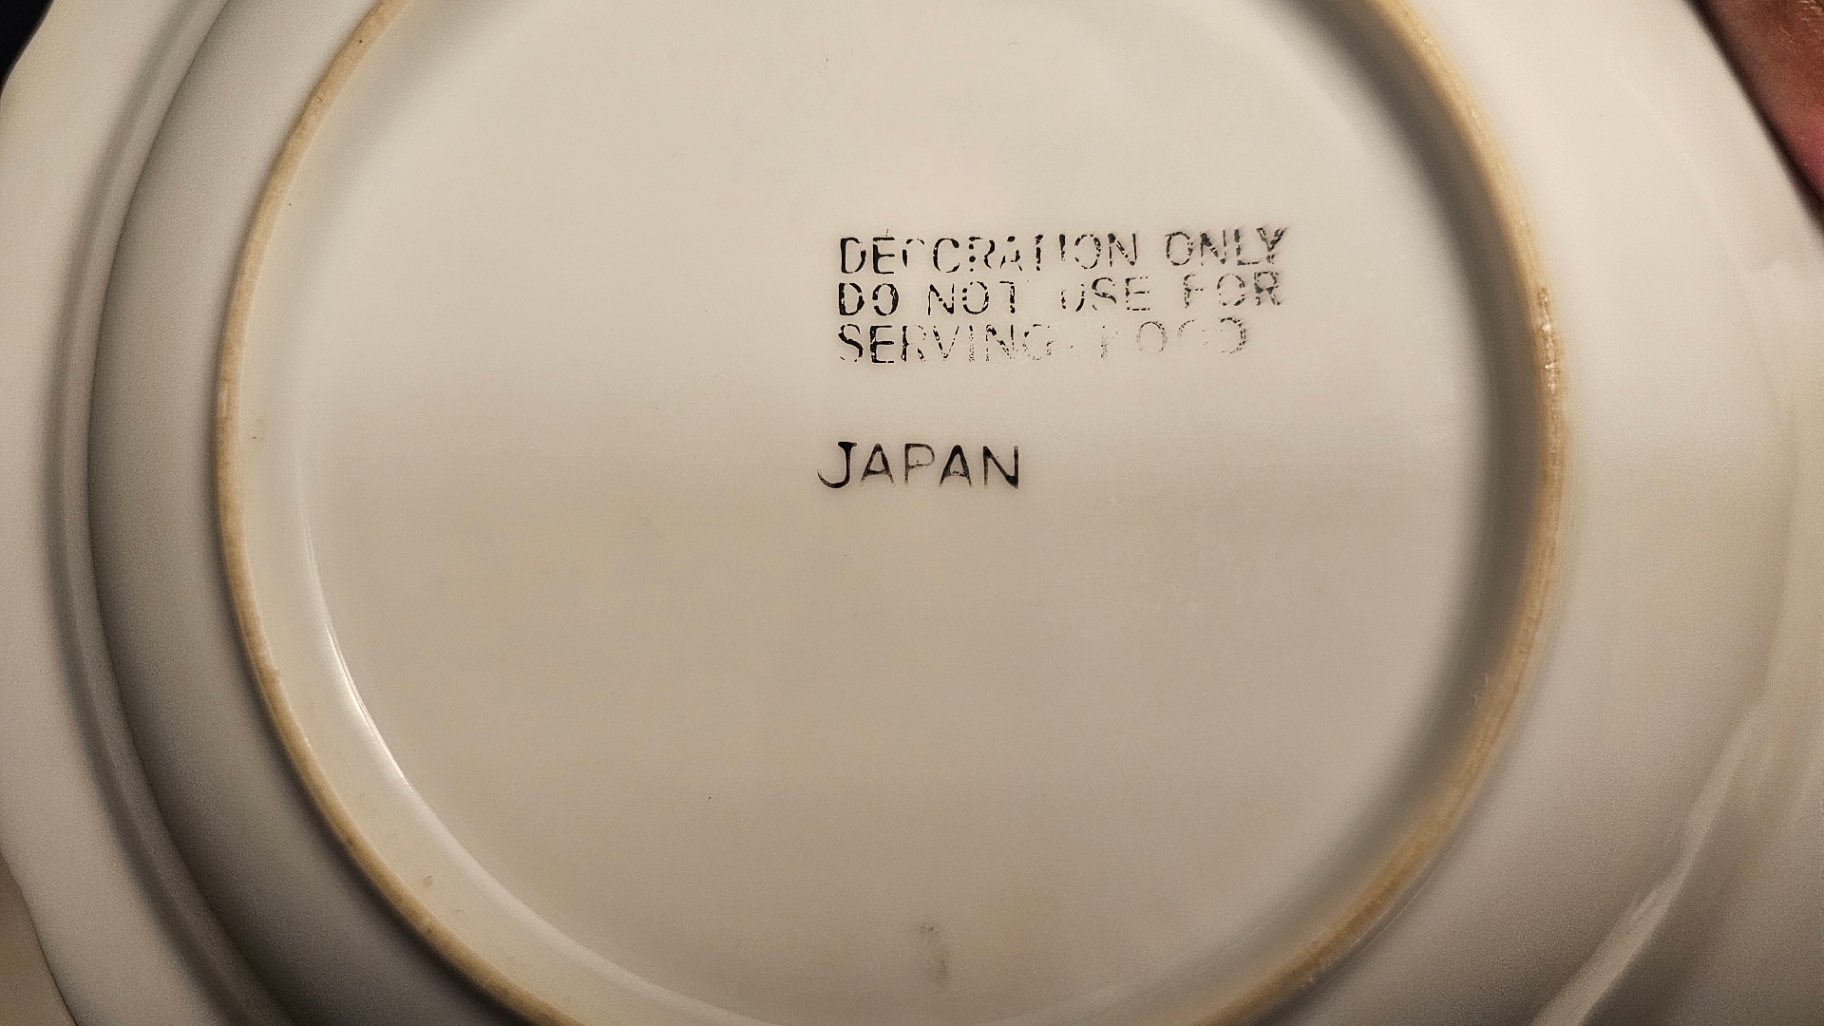 DECORATION ONLY
DO NOT USE FOR
SERVING FOOD
JAPAN